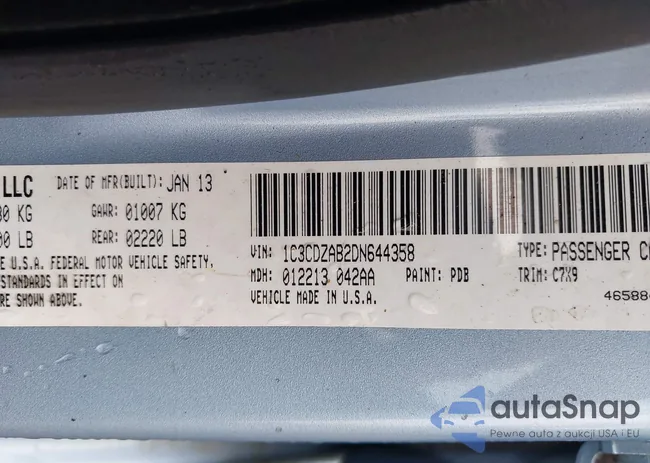 LLC DATE OF MFR(BUILT): JAN 13
KG GAWR: 01007 KG
LB REAR: 02220 LB
U.S.A. FEDERAL MOTOR VEHICLE SAFETY,
STANDARDS IN EFFECT ON
RE SHOWN ABOVE.
VIN: 1C3CDZAB2DN644358 TYPE: PASSENGER C
MDH: 012213 042AA PAINT: PDB TRIM: C7X9
VEHICLE MADE IN U.S.A. 46588
autaSnap
Pewne auta z aukcji USA i EU